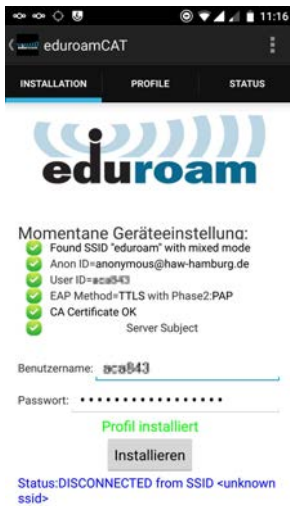 11:16
eduroamCAT
INSTALLATION PROFILE STATUS
eduroam
Momentane Geräteeinstellung:
Found SSID "eduroam" with mixed mode
Anon ID=anonymous@haw-hamburg.de
User ID=
EAP Method=TTLS with Phase2:PAP
CA Certificate OK
Server Subject
Benutzername:
Passwort: •••••••••••••••••
Profil installiert
Installieren
Status:DISCONNECTED from SSID <unknown
ssid>